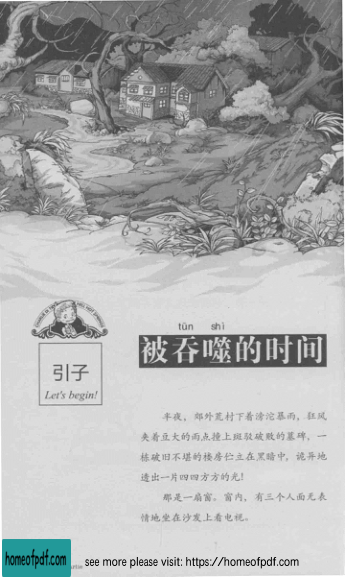 tūn shì
被吞噬的时间
引子
Let's begin!
半夜，郊外荒村下着滂沱暴雨，狂风
夹着豆大的雨点撞上斑驳破败的墓碑，一
栋破旧不堪的楼房伫立在黑暗中，诡异地
透出一片四四方方的光！
那是一扇窗。窗内，有三个人面无表
情地坐在沙发上看电视。
homeofpdf.com
see more please visit: https://homeofpdf.com